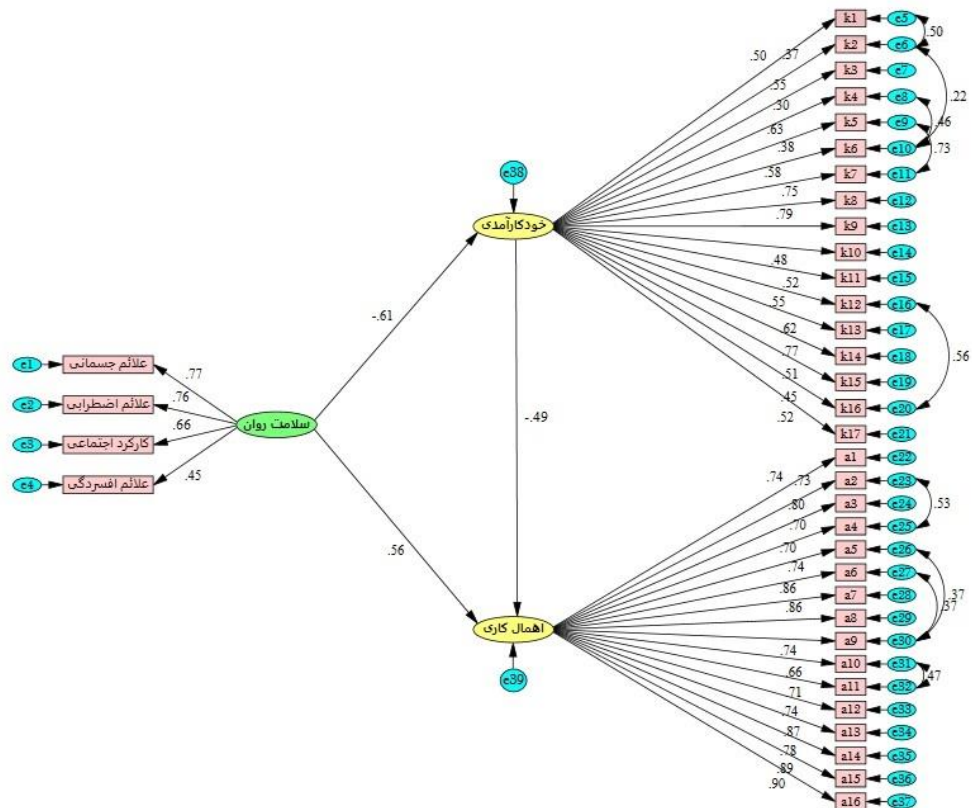 k1 e5
.50
k2 e6
.50 .37
k3 e7
.55
k4 e8
.22
.30
k5 e9
.46
.63
k6 e10
.38
.73
k7 e11
.58
e38
k8 e12
.75
k9 e13
.79
خودکارآمدی
k10 e14
.48
k11 e15
.52
k12 e16
.55
k13 e17
-.61
.62
k14 e18
.56
e1 علائم جسمانی
.77
.77
k15 e19
e2 علائم اضطرابی
.76
.51
k16 e20
.45
سلامت روان
-.49
.52
k17 e21
e3 کارکرد اجتماعی
.66
a1 e22
e4 علائم افسردگی
.45
.74 .73
a2 e23
.80
a3 e24
.53
.70
a4 e25
.56
.70
a5 e26
.74
a6 e27
.86
a7 e28
.37
.37
.86
a8 e29
اهمال کاری
a9 e30
.74
a10 e31
.66
a11 e32
.47
e39
.71
a12 e33
.74
a13 e34
.87
a14 e35
.78
a15 e36
.89
.90
a16 e37